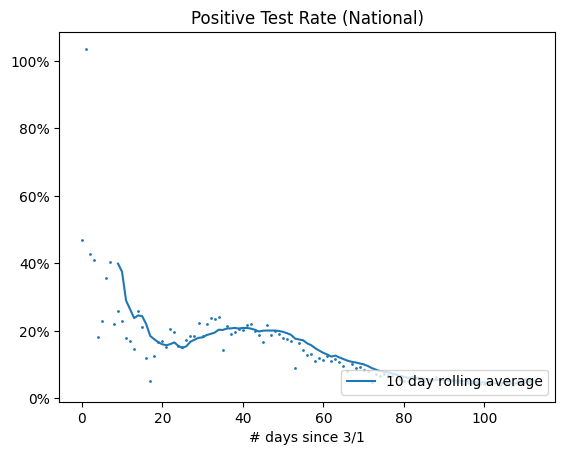 Positive Test Rate (National)
100%
80%
60%
40%
20%
0%
10 day rolling average
0 20 40 60 80 100
# days since 3/1